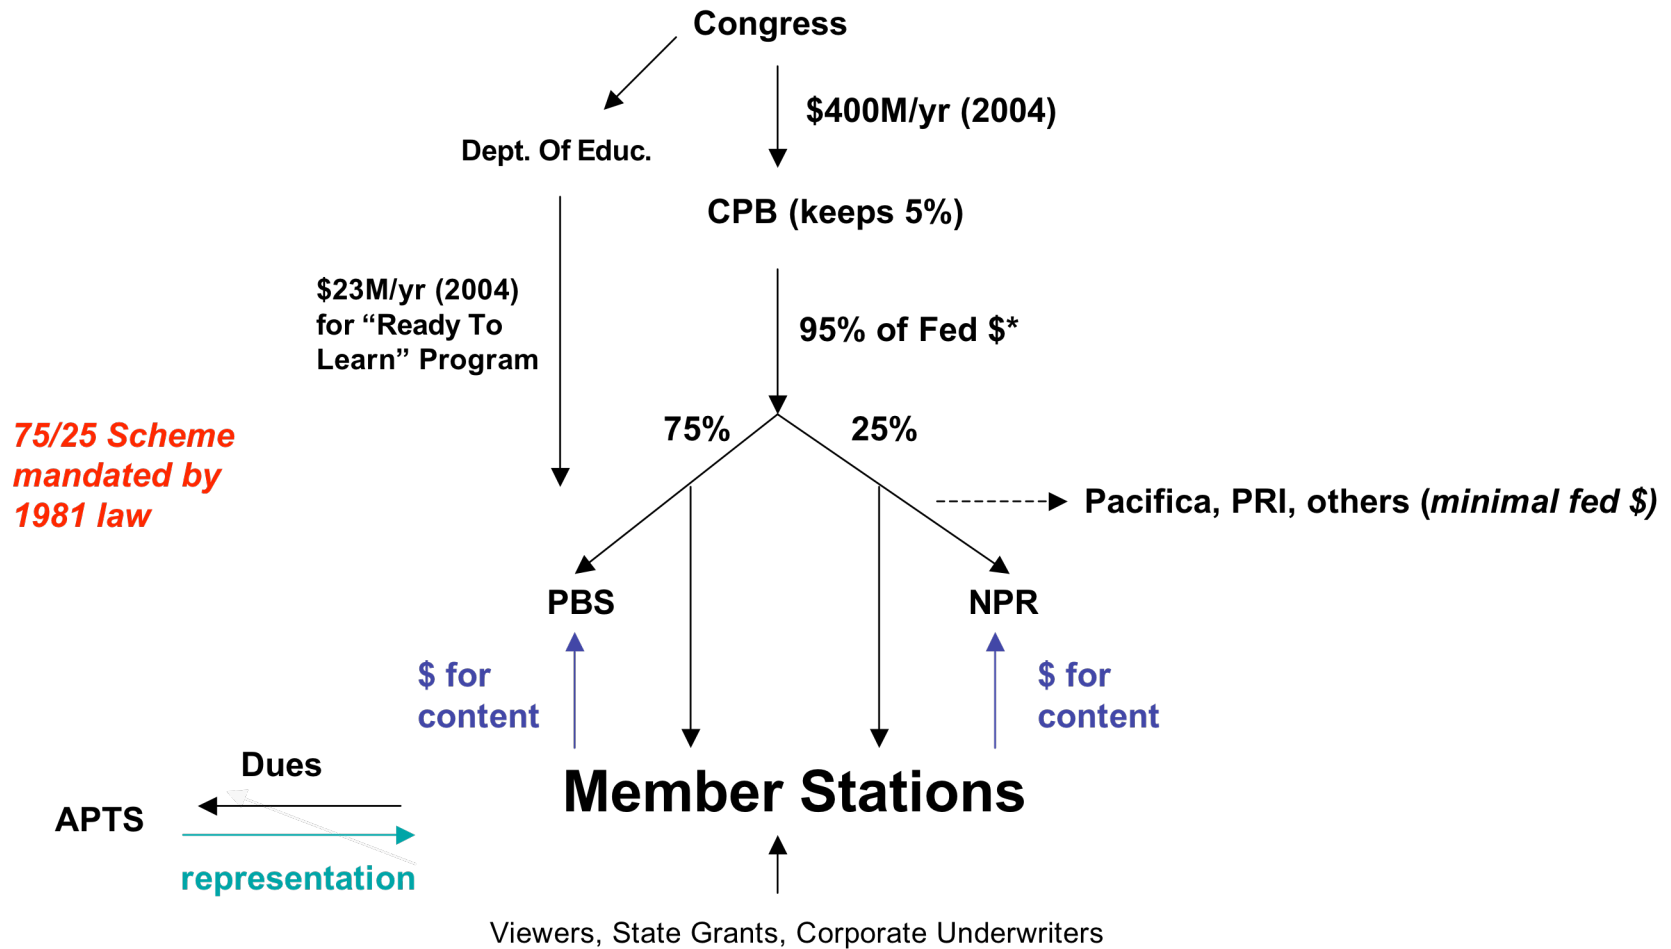 Congress
$400M/yr (2004)
Dept. Of Educ.
CPB (keeps 5%)
$23M/yr (2004)
for “Ready To
Learn” Program
95% of Fed $*
75%
25%
75/25 Scheme
mandated by
1981 law
Pacifica, PRI, others (minimal fed $)
PBS
NPR
$ for
content
$ for
content
Dues
Member Stations
APTS
representation
Viewers, State Grants, Corporate Underwriters